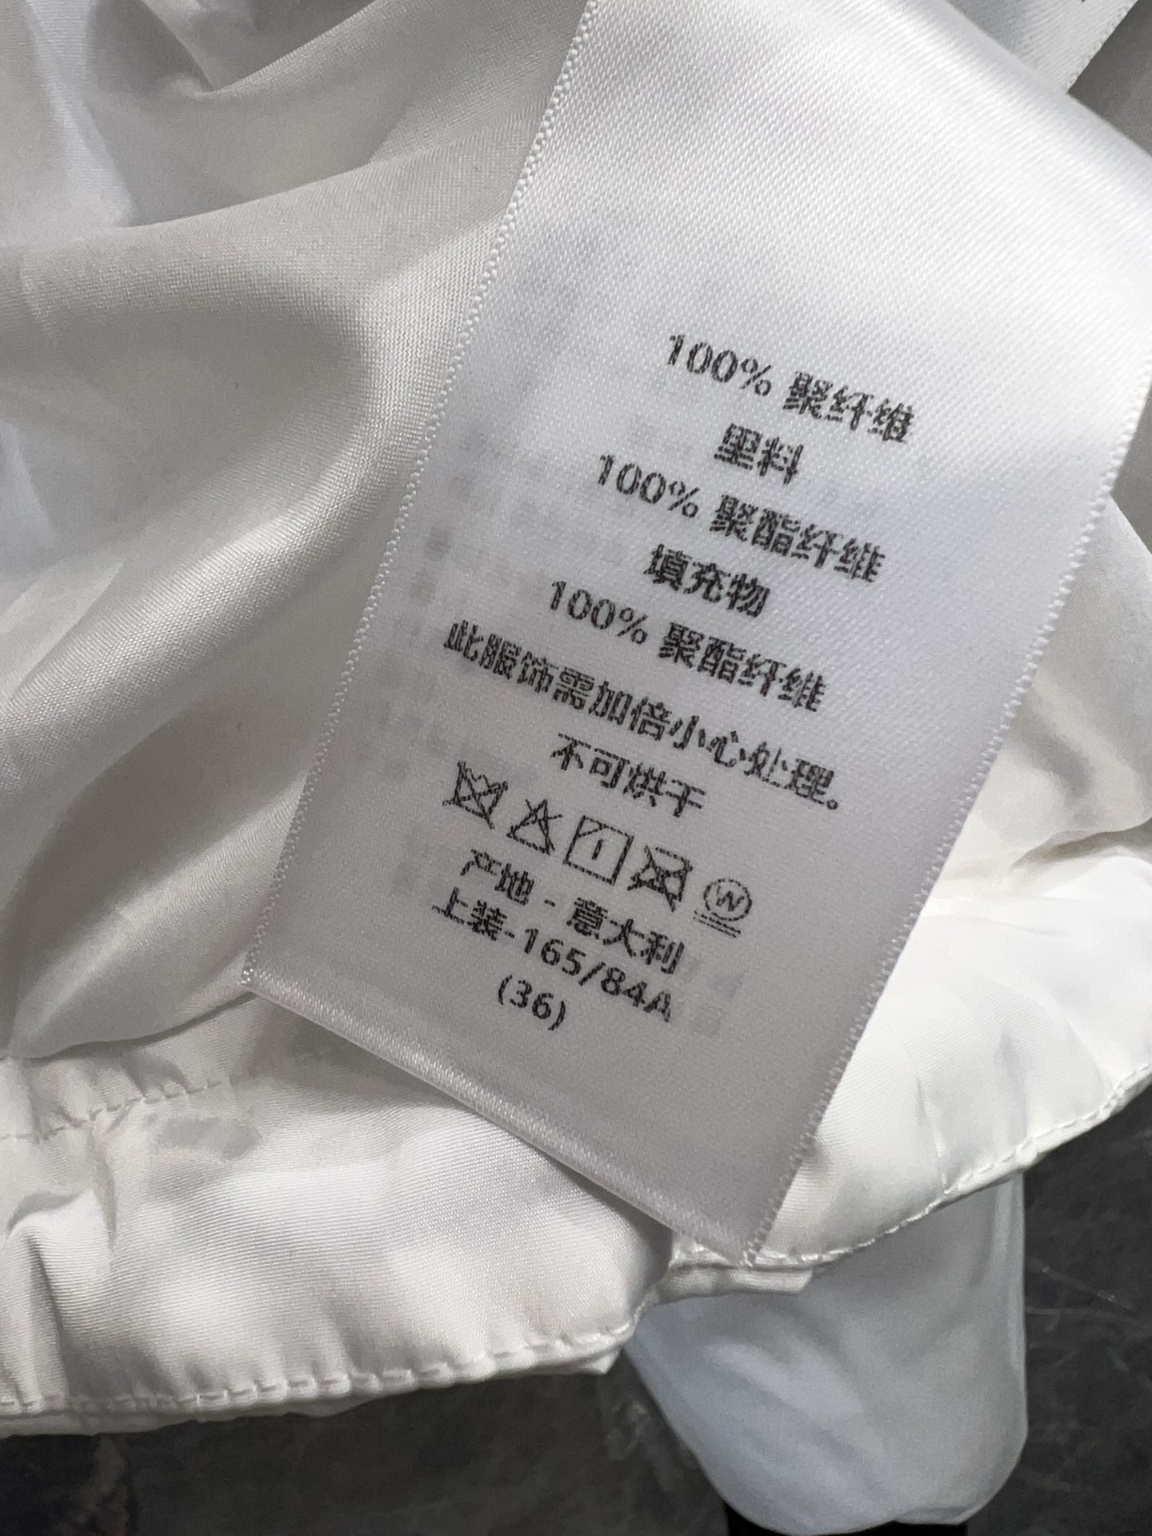 100% 聚纤维
里料
100% 聚酯纤维
填充物
100% 聚酯纤维
此服饰需加倍小心处理。
不可烘干
W
产地 - 意大利
上装-165/84A
(36)